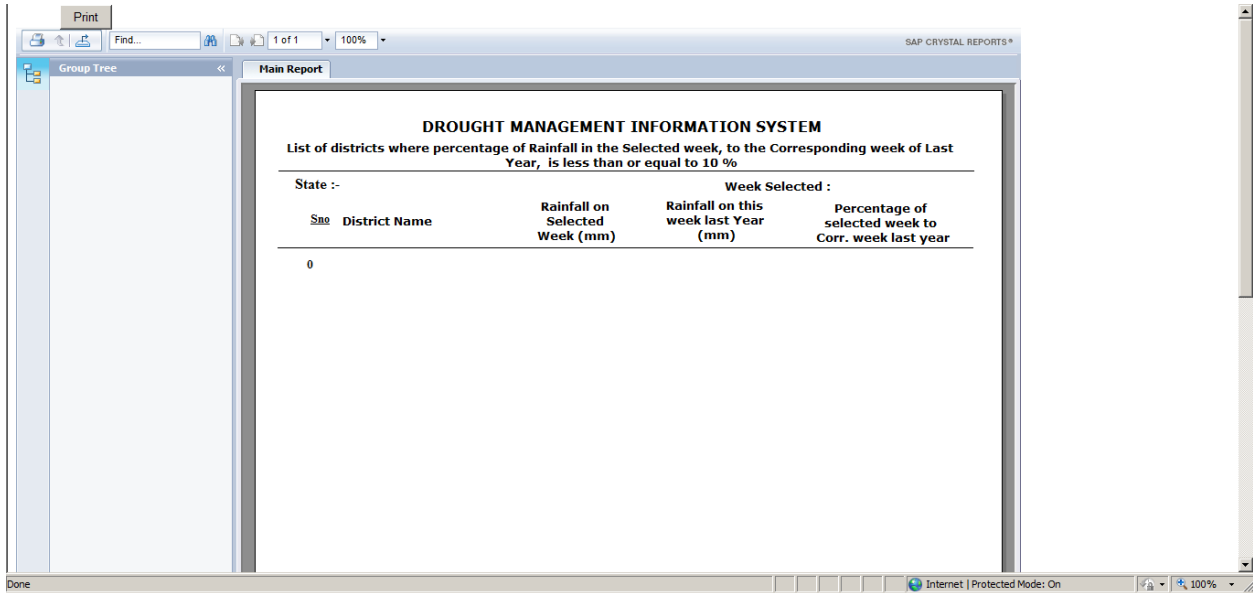 Print
Find...
1 of 1
100%
SAP CRYSTAL REPORTS®
Group Tree «
Main Report
DROUGHT MANAGEMENT INFORMATION SYSTEM
List of districts where percentage of Rainfall in the Selected week, to the Corresponding week of Last
Year, is less than or equal to 10 %
State :-
Week Selected :
Sno
District Name
Rainfall on
Selected
Week (mm)
Rainfall on this
week last Year
(mm)
Percentage of
selected week to
Corr. week last year
0
Done
Internet | Protected Mode: On
100%